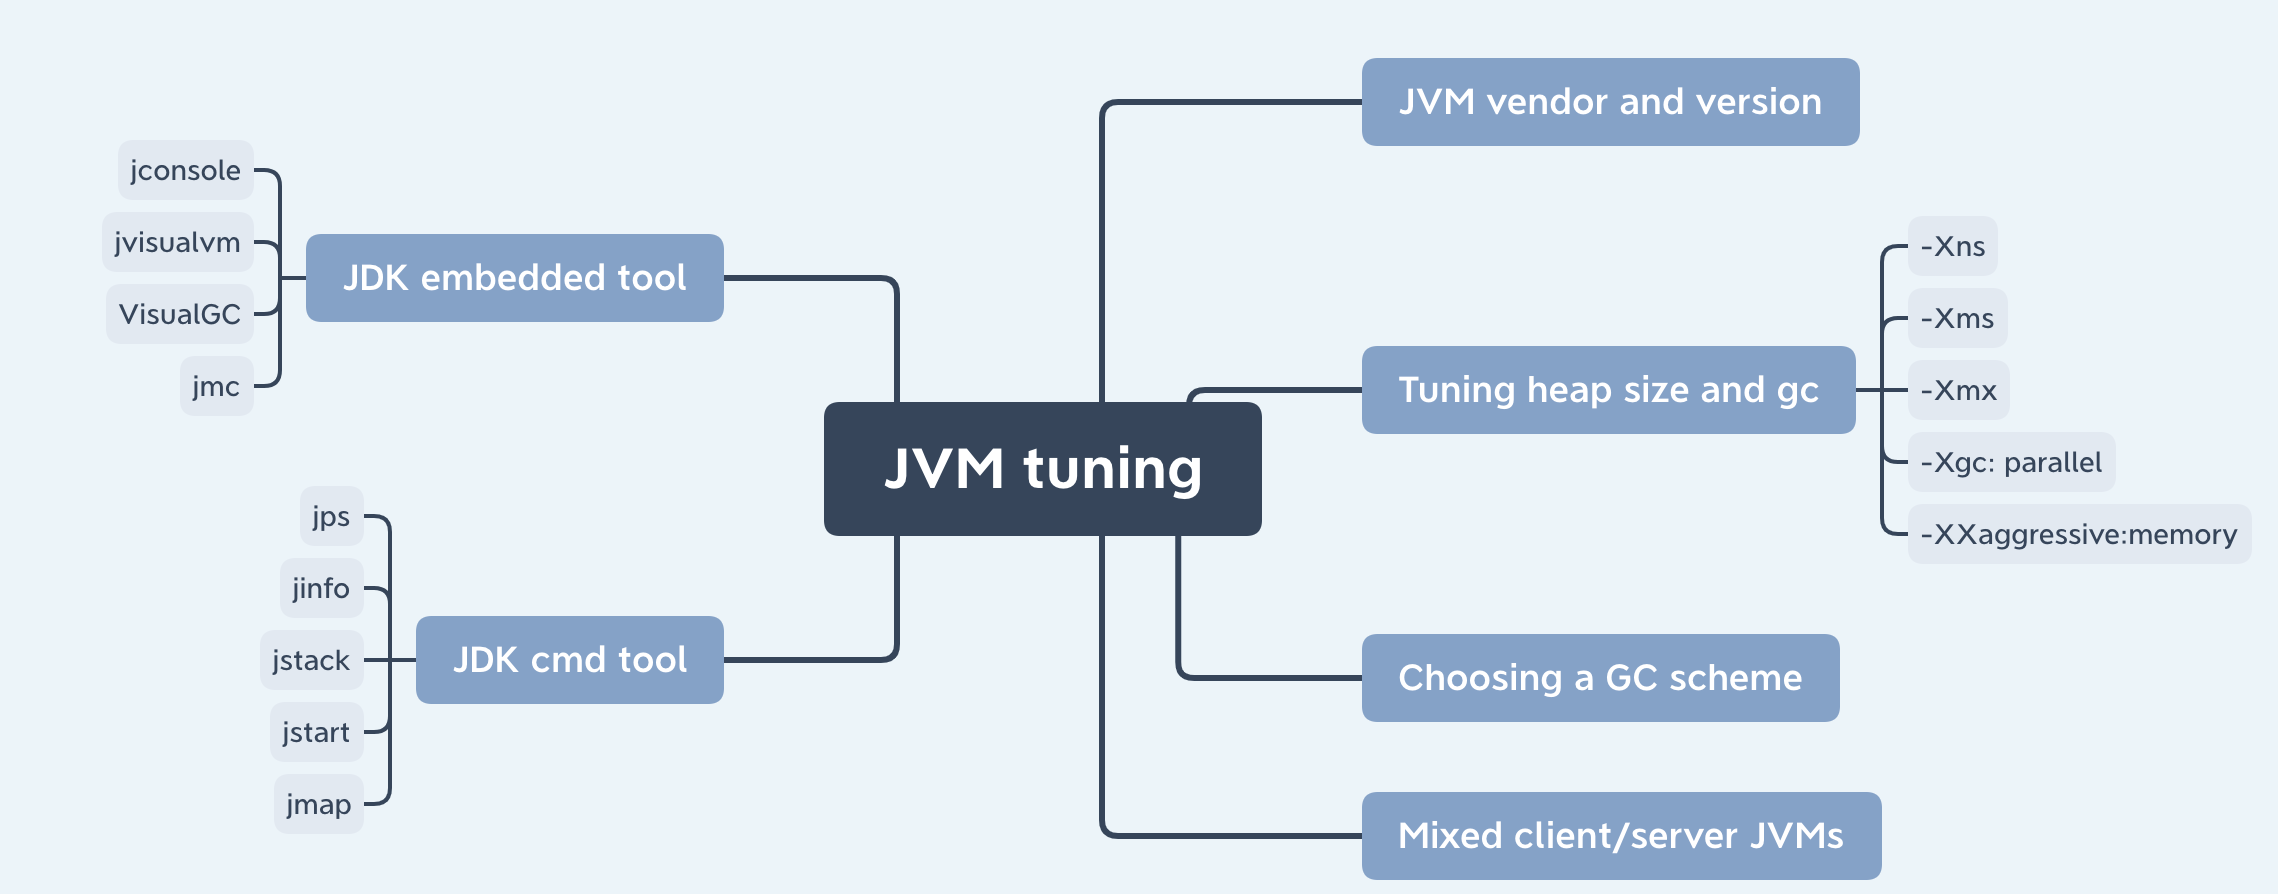 JVM tuning
JVM vendor and version
Tuning heap size and gc
-Xns
-Xms
-Xmx
-Xgc: parallel
-XXaggressive:memory
Choosing a GC scheme
Mixed client/server JVMs
JDK embedded tool
jconsole
jvisualvm
VisualGC
jmc
JDK cmd tool
jps
jinfo
jstack
jstart
jmap